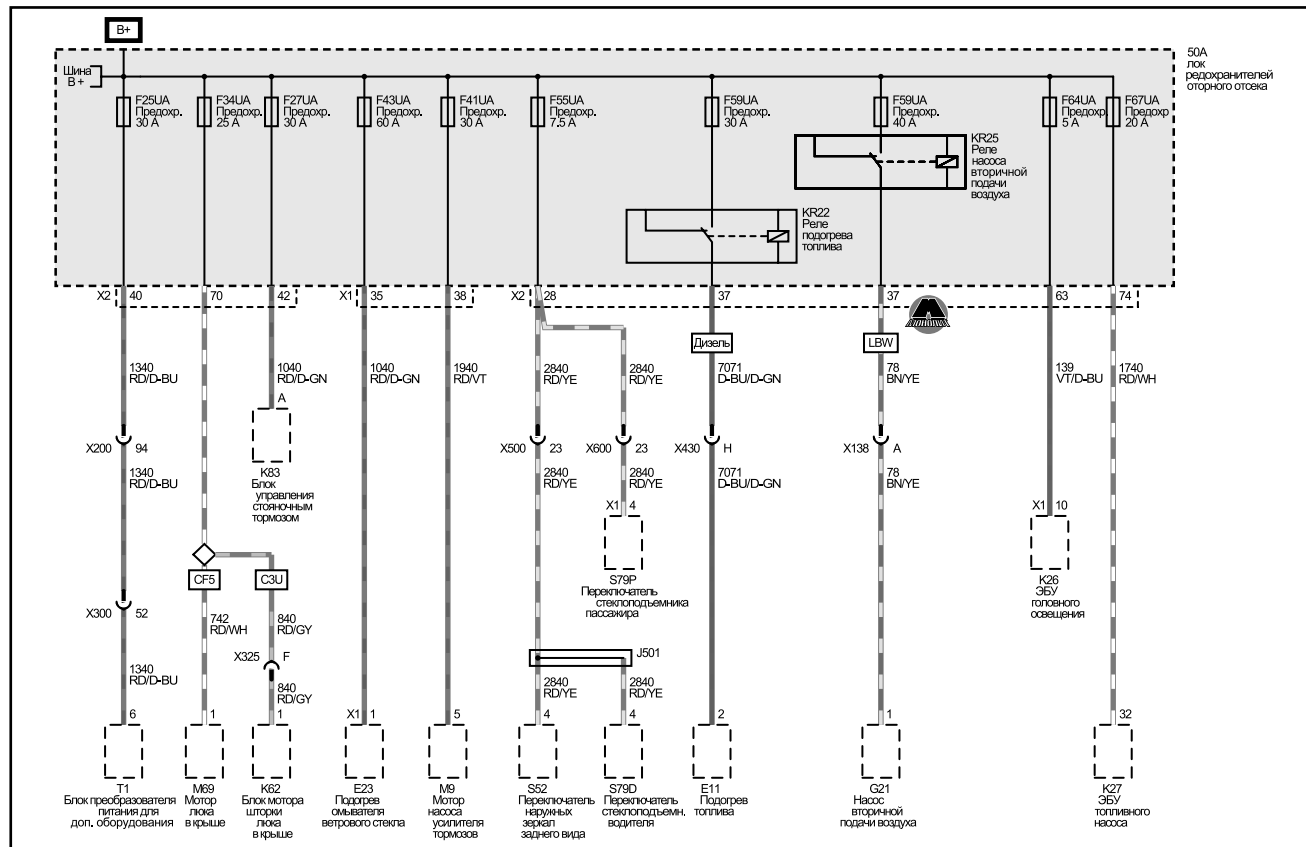 B+
Шина
B +
50A
лок
редохранителей
оторного отсека
F25UA
Предохр.
30 A
F34UA
Предохр.
25 A
F27UA
Предохр.
30 A
F43UA
Предохр.
60 A
F41UA
Предохр.
30 A
F55UA
Предохр.
7.5 A
F59UA
Предохр.
30 A
F59UA
Предохр.
40 A
F64UA
Предохр.
5 A
F67UA
Предохр
20 A
KR25
Реле
насоса
вторичной
подачи
воздуха
KR22
Реле
подогрева
топлива
X2 40 70 42 X1 35 38 X2 28 37 37 63 74
Дизель
LBW
1340
RD/D-BU
1040
RD/D-GN
1040
RD/D-GN
1940
RD/VT
2840
RD/YE
2840
RD/YE
7071
D-BU/D-GN
78
BN/YE
139
VT/D-BU
1740
RD/WH
A
X200 94
X500 23
X600 23
X430 H
X138 A
1340
RD/D-BU
K83
Блок
управления
стояночным
тормозом
2840
RD/YE
2840
RD/YE
7071
D-BU/D-GN
78
BN/YE
X1 4
X1 10
S79P
Переключатель
стеклоподъемника
пассажира
K26
ЭБУ
головного
освещения
CF5
C3U
X300 52
742
RD/WH
840
RD/GY
X325 F
J501
1340
RD/D-BU
840
RD/GY
2840
RD/YE
2840
RD/YE
6 1 1 X1 1 5 4 4 2 1 32
T1
Блок преобразователя
питания для
доп. оборудования
M69
Мотор
люка
в крыше
K62
Блок мотора
шторки
люка
в крыше
E23
Подогрев
омывателя
ветрового стекла
M9
Мотор
насоса
усилителя
тормозов
S52
Переключатель
наружных
зеркал
заднего вида
S79D
Переключатель
стеклоподъемн.
водителя
E11 Подогрев
топлива
G21
Насос
вторичной
подачи воздуха
K27
ЭБУ
топливного
насоса